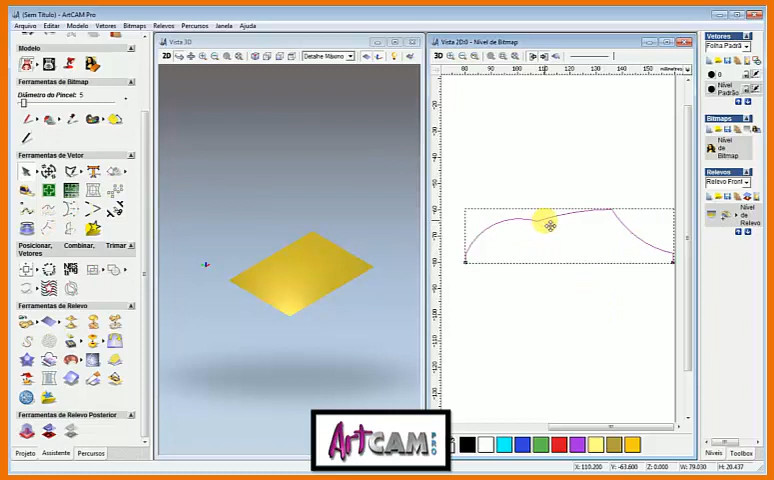 (Sem Titulo) - ArtCAM Pro
Arquivo Editar Modelo Vetores Bitmaps Relevos Percursos Janela Ajuda
Modelo
Ferramentas de Bitmap
Diâmetro do Pincel: 5
Ferramentas de Vetor
Posicionar, Combinar, Trimar
Vetores
Ferramentas de Relevo
Ferramentas de Relevo Posterior
Projeto Assistente Percursos
Vista 3D
2D Detalhe Máximo
Vista 2D:0 - Nível de Bitmap
3D
80 90 100 110 120 130 140 150 milímetros
Vetores
Folha Padrã
0
Nível
Padrão
Bitmaps
Nível
de
Bitmap
Relevos
Relevo Front
Nível
de
Relevo
ArtCAM PRO
Níveis Toolbox
X: 110.200 Y: -63.600 Z: 0.000 W: 79.030 H: 20.437